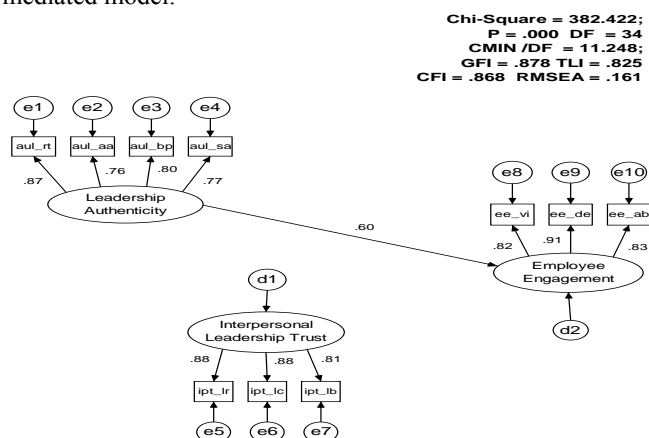 mediated model.
Chi-Square = 382.422;
P = .000 DF = 34
CMIN /DF = 11.248;
GFI = .878 TLI = .825
CFI = .868 RMSEA = .161
e1 e2 e3 e4
aul_rt aul_aa aul_bp aul_sa
.87 .76 .80 .77
Leadership
Authenticity
.60
e8 e9 e10
ee_vi ee_de ee_ab
.82 .91 .83
Employee
Engagement
d2
d1
Interpersonal
Leadership Trust
.88 .88 .81
ipt_lr ipt_lc ipt_lb
e5 e6 e7